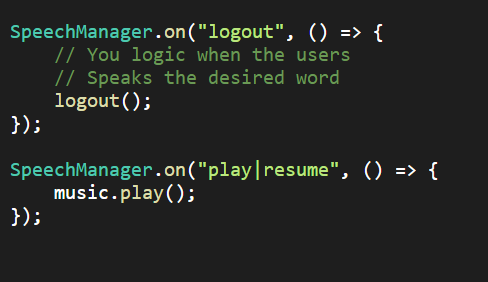 SpeechManager.on("logout", () => {
    // You logic when the users
    // Speaks the desired word
    logout();
});

SpeechManager.on("play|resume", () => {
    music.play();
});